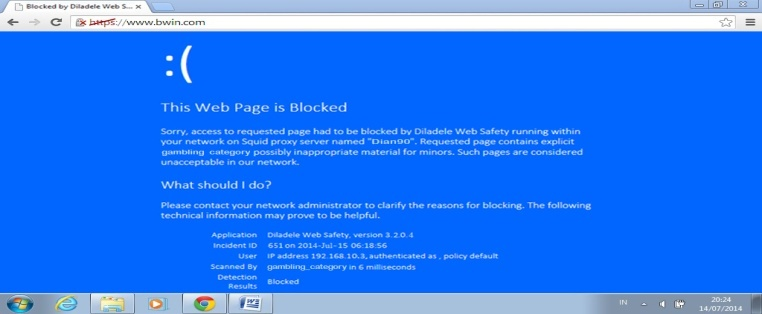 Blocked by Diladele Web S...
https://www.bwin.com
:(
This Web Page is Blocked
Sorry, access to requested page had to be blocked by Diladele Web Safety running within
your network on Squid proxy server named "Dian90". Requested page contains explicit
gambling category possibly inappropriate material for minors. Such pages are considered
unacceptable in our network.
What should I do?
Please contact your network administrator to clarify the reasons for blocking. The following
technical information may prove to be helpful.
Application Diladele Web Safety, version 3.2.0.4
Incident ID 651 on 2014-Jul-15 06:18:56
User IP address 192.168.10.3, authenticated as , policy default
Scanned By gambling_category in 6 milliseconds
Detection
Results Blocked
IN
20:24
14/07/2014